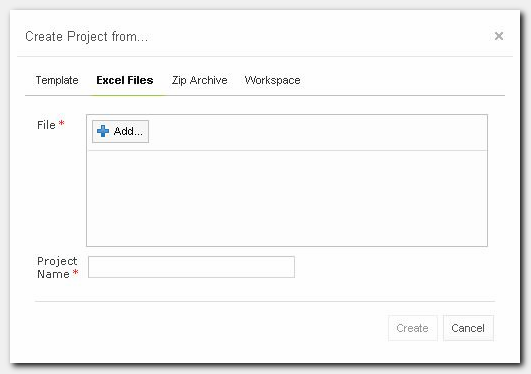 Create Project from...
Template Excel Files Zip Archive Workspace
File *
Add...
Project
Name *
Create Cancel